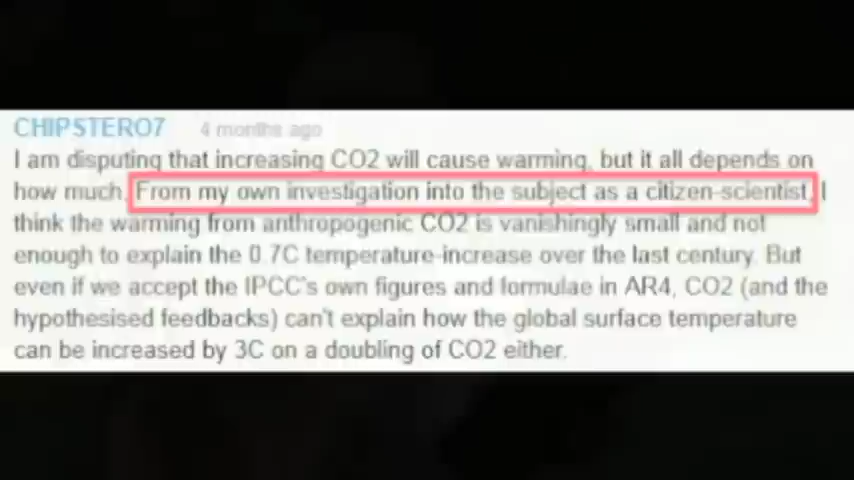 CHIPSTERO7 4 months ago
I am disputing that increasing CO2 will cause warming, but it all depends on
how much. From my own investigation into the subject as a citizen-scientist, I
think the warming from anthropogenic CO2 is vanishingly small and not
enough to explain the 0.7C temperature-increase over the last century. But
even if we accept the IPCC's own figures and formulae in AR4, CO2 (and the
hypothesised feedbacks) can't explain how the global surface temperature
can be increased by 3C on a doubling of CO2 either.